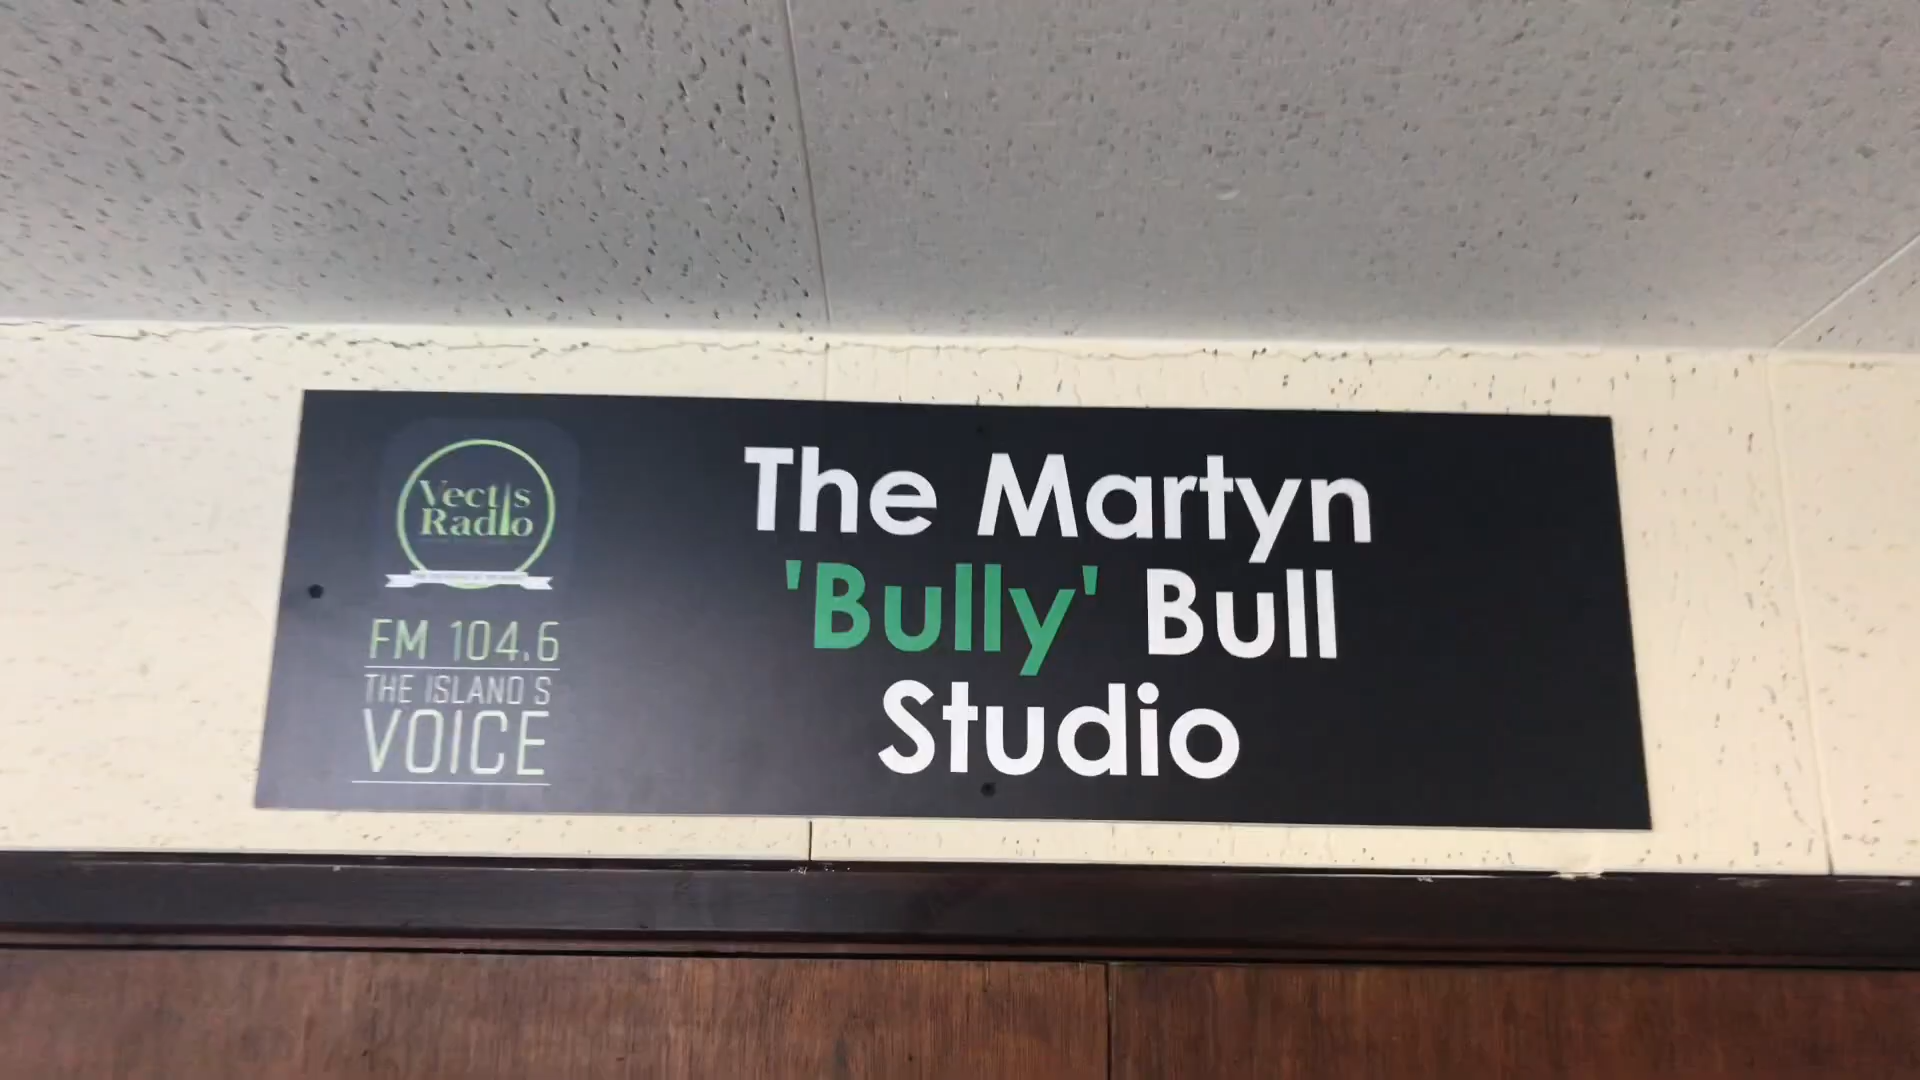 Vectis
Radio
FM 104.6
THE ISLAND'S
VOICE
The Martyn
'Bully' Bull
Studio